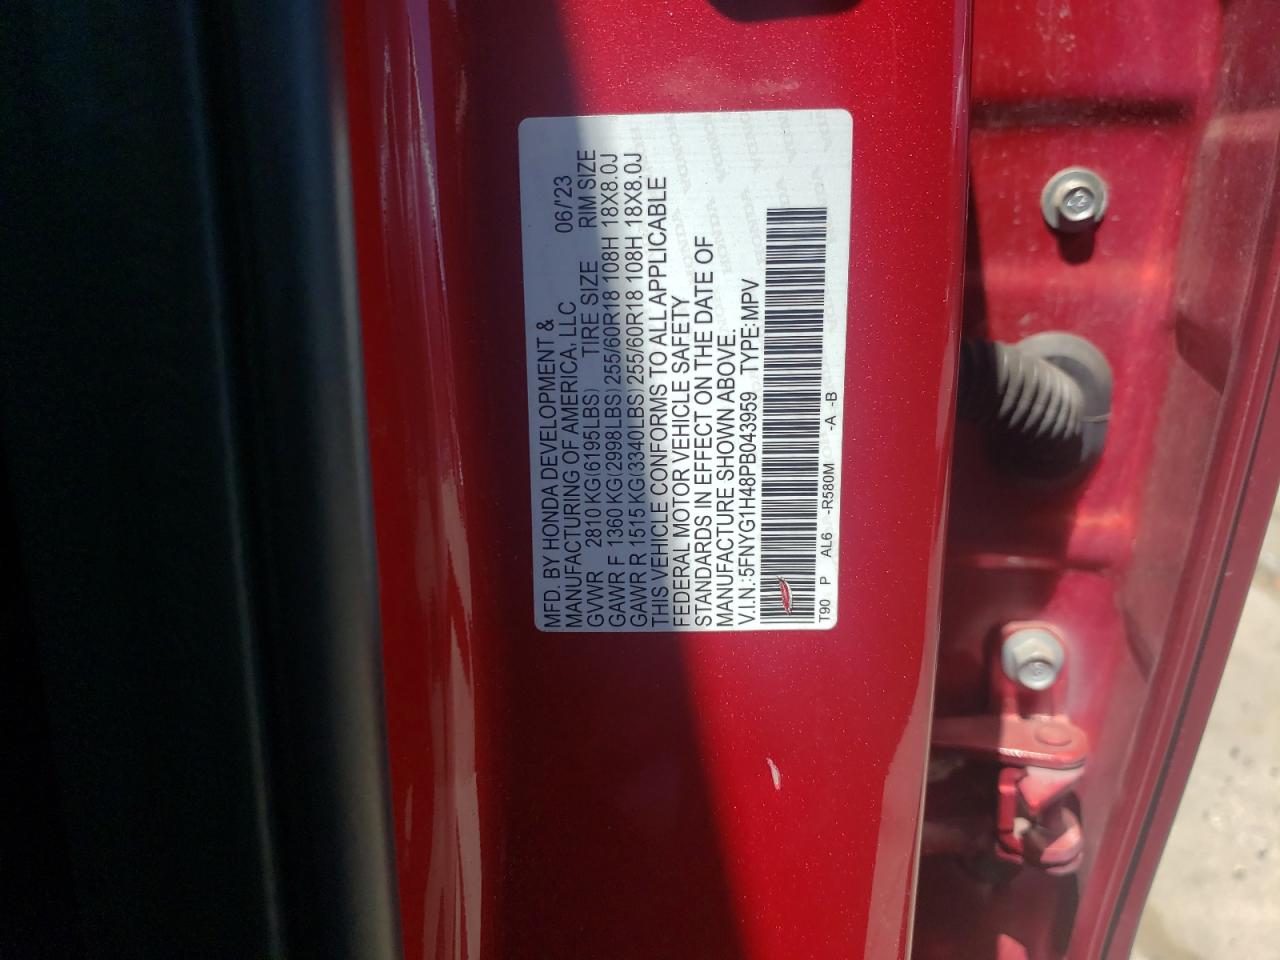 MFD. BY HONDA DEVELOPMENT &
MANUFACTURING OF AMERICA, LLC 06/'23
GVWR 2810 KG(6195LBS) TIRE SIZE RIM SIZE
GAWR F 1360 KG(2998LBS) 255/60R18 108H 18X8.0J
GAWR R 1515 KG(3340LBS) 255/60R18 108H 18X8.0J
THIS VEHICLE CONFORMS TO ALL APPLICABLE
FEDERAL MOTOR VEHICLE SAFETY
STANDARDS IN EFFECT ON THE DATE OF
MANUFACTURE SHOWN ABOVE.
V.I.N.:5FNYG1H48PB043959 TYPE:MPV
T90 P AL6 -R580M -A -B